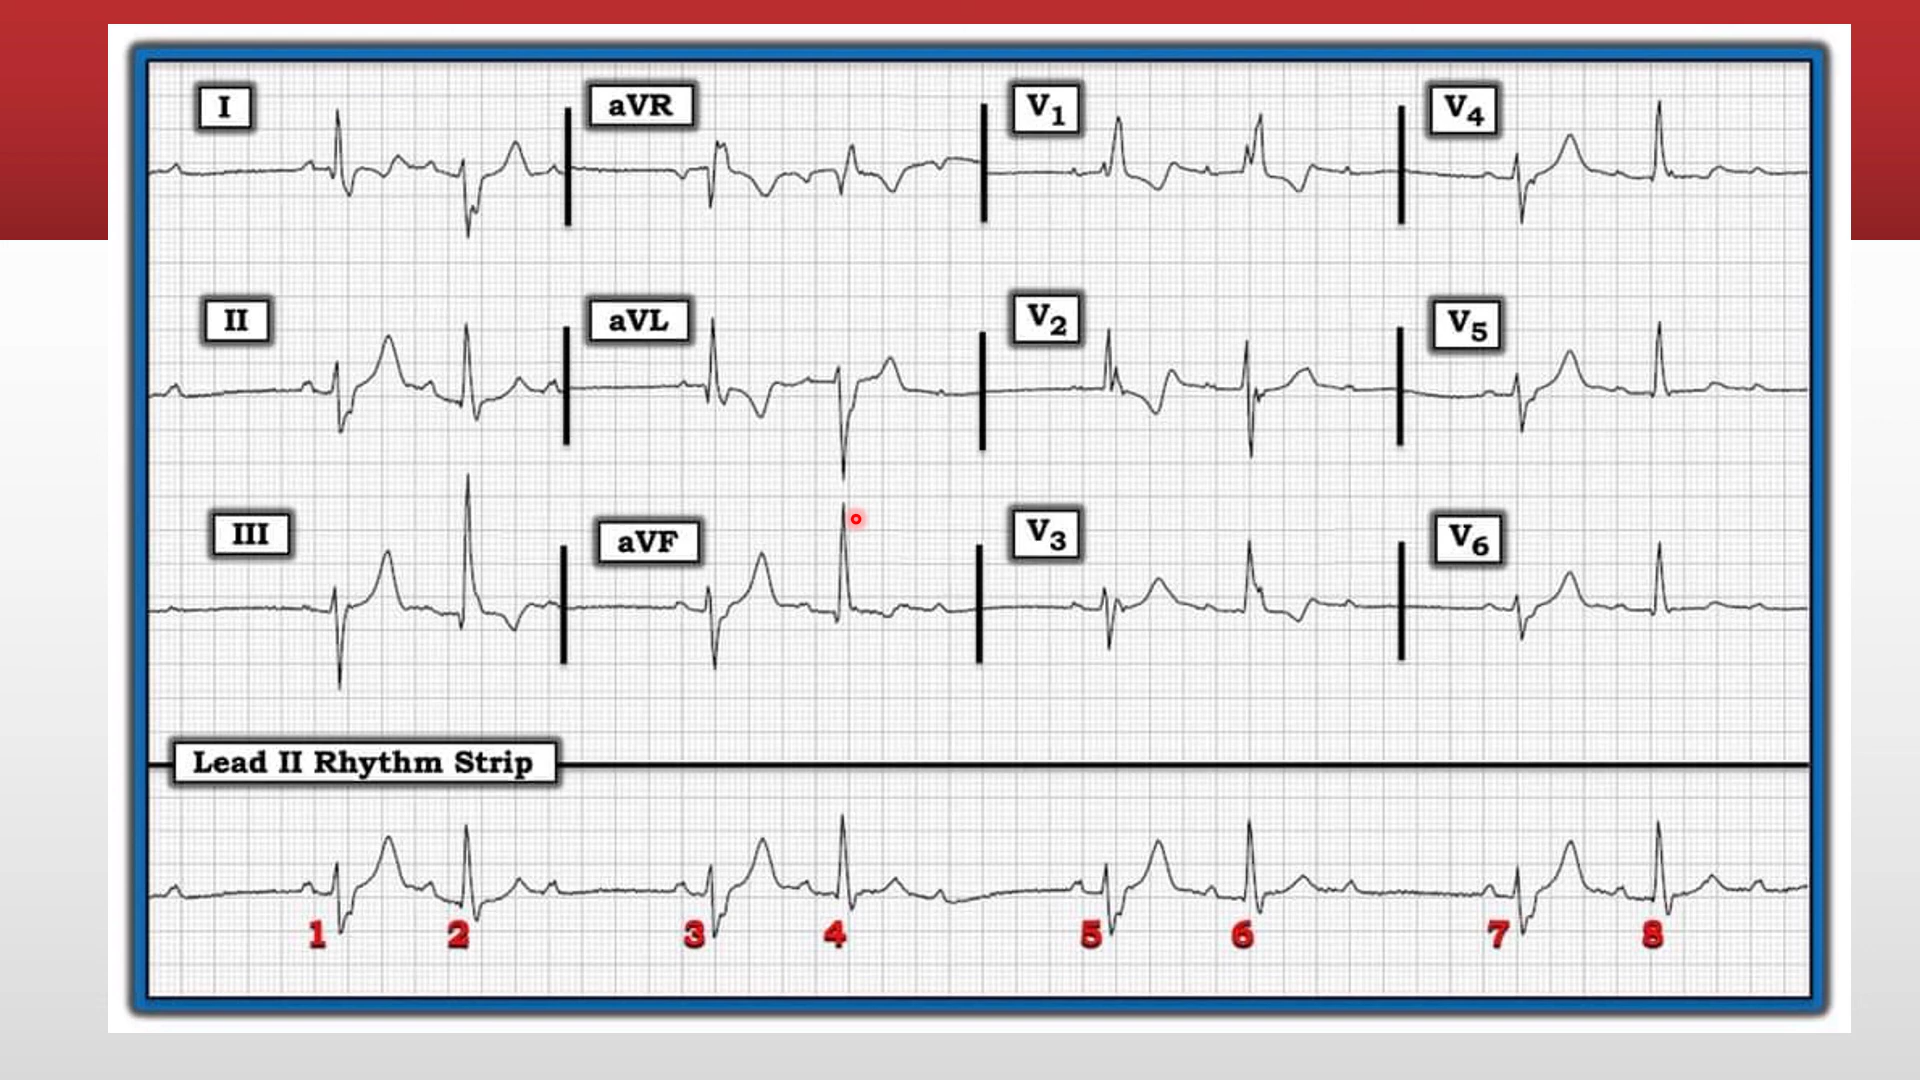 I
aVR
V1
V4
II
aVL
V2
V5
III
aVF
V3
V6
Lead II Rhythm Strip
1 2 3 4 5 6 7 8